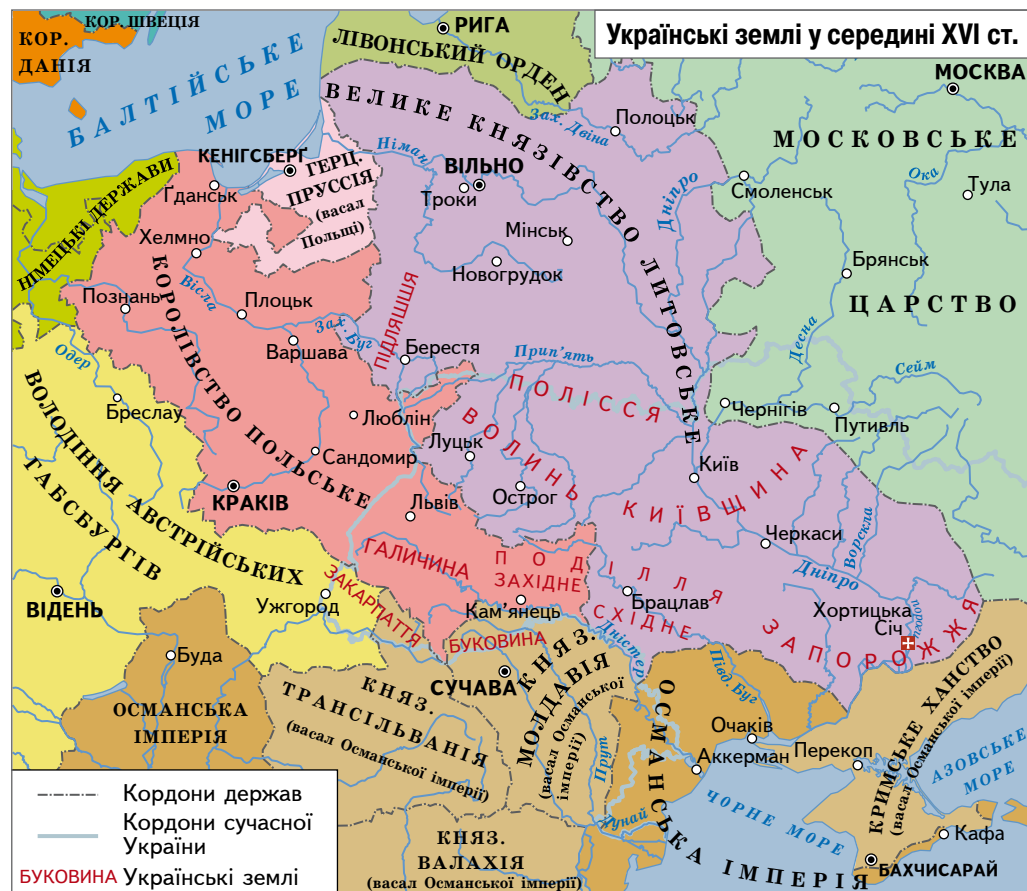 Українські землі у середині XVI ст.
КОР. ШВЕЦІЯ
КОР.
ДАНІЯ
БАЛТІЙСЬКЕ
МОРЕ
РИГА
ЛІВОНСЬКИЙ ОРДЕН
МОСКВА
МОСКОВСЬКЕ
ЦАРСТВО
ВЕЛИКЕ КНЯЗІВСТВО ЛИТОВСЬКЕ
Зах. Двіна
Полоцьк
КЕНІГСБЕРҐ
ГЕРЦ.
ПРУССІЯ
(васал
Польщі)
Німан
ВІЛЬНО
Троки
Дніпро
Смоленськ
Ока
Тула
Ґданськ
НІМЕЦЬКІ ДЕРЖАВИ
Хелмно
Мінськ
Новогрудок
Брянськ
Познань
Вісла
Плоцьк
КОРОЛІВСТВО ПОЛЬСЬКЕ
Варшава
Зах. Буг
ПІДЛЯШШЯ
Берестя
Прип’ять
Десна
Сейм
Одер
Бреслау
ВОЛОДІННЯ АВСТРІЙСЬКИХ
ГАБСБУРГІВ
Люблін
ПОЛІССЯ
Чернігів
Путивль
Сандомир
Луцьк
ВОЛИНЬ
КРАКІВ
Острог
Київ
КИЇВЩИНА
Львів
Черкаси
Ворскла
ГАЛИЧИНА
ПОДІЛЛЯ
ЗАХІДНЕ
СХІДНЕ
Дніпро
ВІДЕНЬ
Ужгород
ЗАКАРПАТТЯ
Кам’янець
Брацлав
Хортицька
Січ
ЗАПОРОЖЖЯ
БУКОВИНА
Дністер
Півд. Буг
Буда
ОСМАНСЬКА
ІМПЕРІЯ
СУЧАВА
КНЯЗ.
ТРАНСІЛЬВАНІЯ
(васал Османської імперії)
КНЯЗ.
МОЛДАВІЯ
(васал Османської
імперії)
Прут
ОСМАНСЬКА ІМПЕРІЯ
Очаків
Аккерман
Перекоп
КРИМСЬКЕ ХАНСТВО
(васал Османської імперії)
АЗОВСЬКЕ
МОРЕ
ЧОРНЕ МОРЕ
Дунай
КНЯЗ.
ВАЛАХІЯ
(васал Османської імперії)
Кафа
БАХЧИСАРАЙ
Кордони держав
Кордони сучасної
України
БУКОВИНА Українські землі